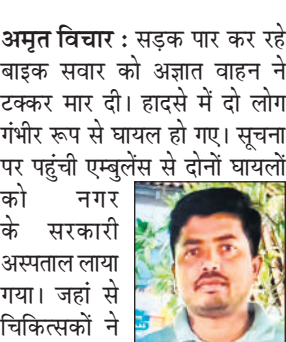 अमृत विचार : सड़क पार कर रहे
बाइक सवार को अज्ञात वाहन ने
टक्कर मार दी। हादसे में दो लोग
गंभीर रूप से घायल हो गए। सूचना
पर पहुंची एम्बुलेंस से दोनों घायलों
को नगर
के सरकारी
अस्पताल लाया
गया। जहां से
चिकित्सकों ने